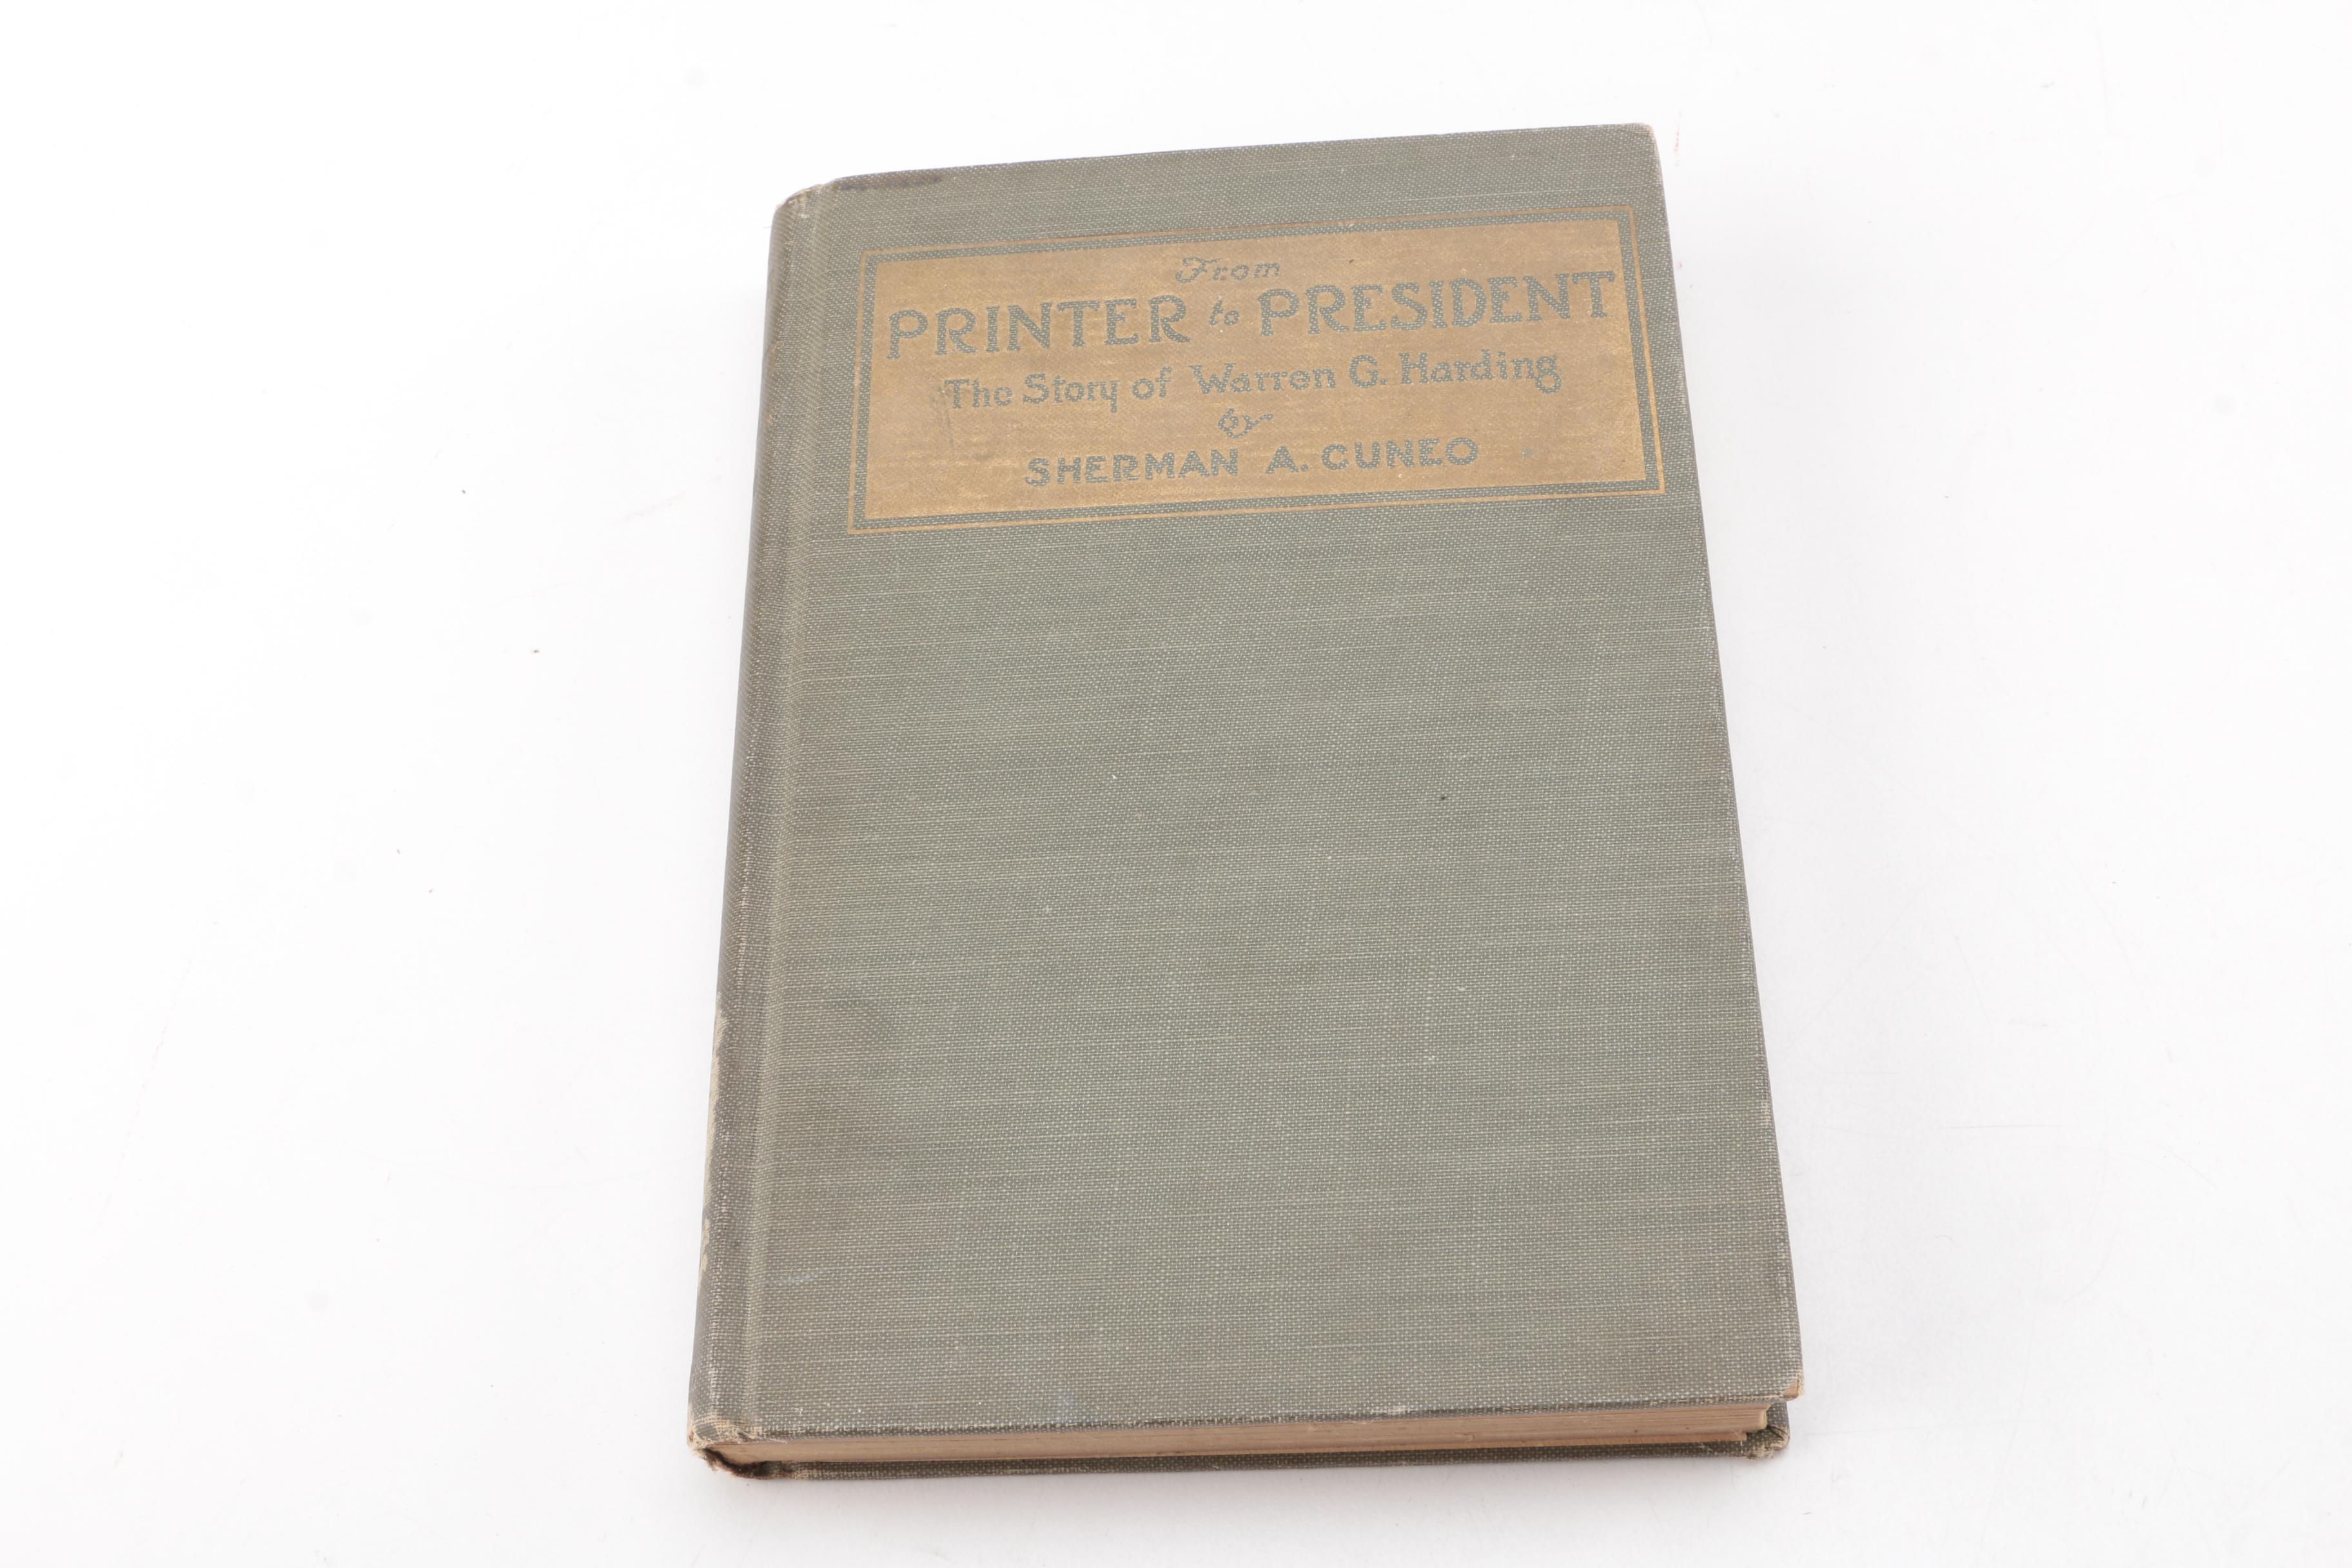 From
PRINTER to PRESIDENT
The Story of Warren G. Harding
by
SHERMAN A. CUNEO